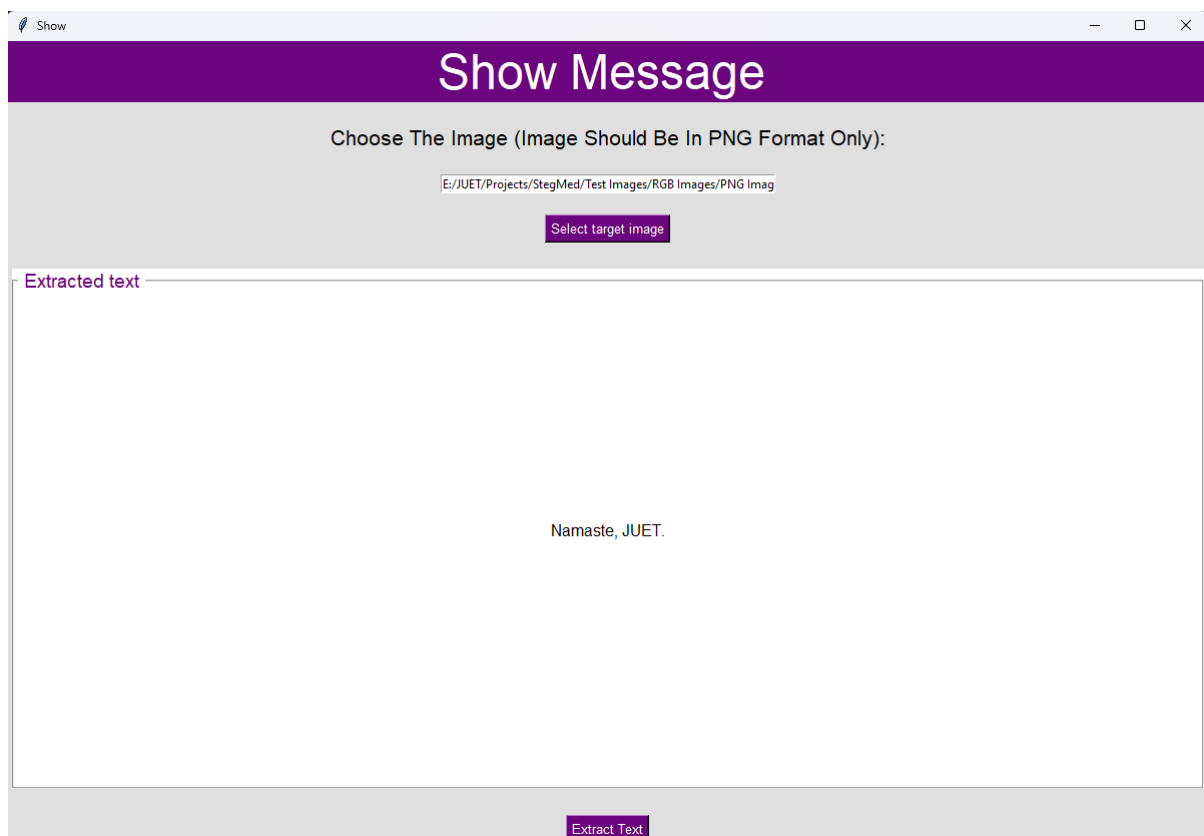 Show
Show Message
Choose The Image (Image Should Be In PNG Format Only):
E:/JUET/Projects/StegMed/Test Images/RGB Images/PNG Imag
Select target image
Extracted text
Namaste, JUET.
Extract Text